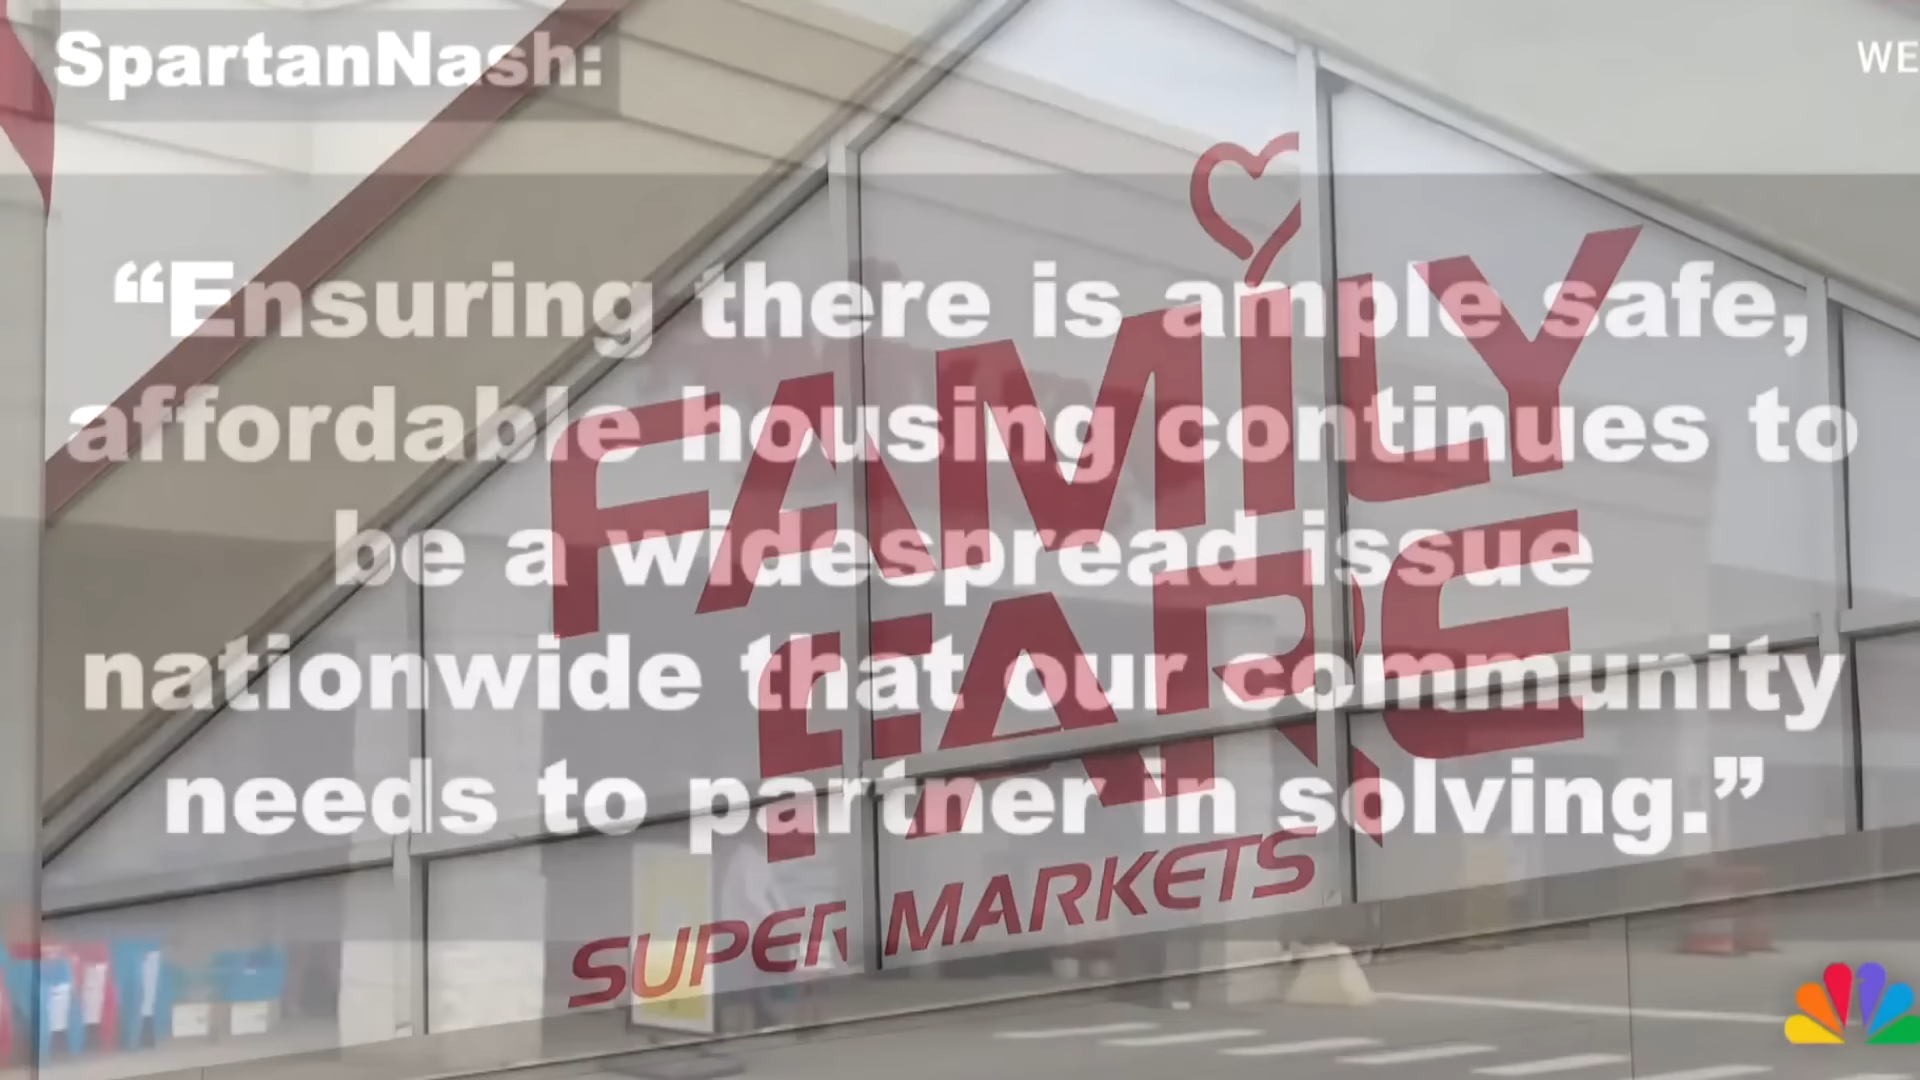 SpartanNash:
WE
“Ensuring there is ample safe,
affordable housing continues to
be a widespread issue
nationwide that our community
needs to partner in solving.”
FAMILY
FARE
SUPER MARKETS